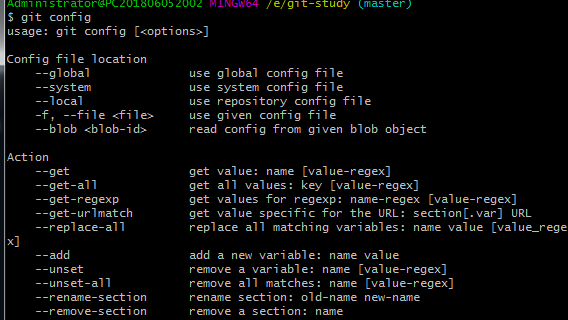 Administrator@PC201806052002 MINGW64 /e/git-study (master)
$ git config
usage: git config [<options>]
Config file location
--global use global config file
--system use system config file
--local use repository config file
-f, --file <file> use given config file
--blob <blob-id> read config from given blob object
Action
--get get value: name [value-regex]
--get-all get all values: key [value-regex]
--get-regexp get values for regexp: name-regex [value-regex]
--get-urlmatch get value specific for the URL: section[.var] URL
--replace-all replace all matching variables: name value [value_rege
x]
--add add a new variable: name value
--unset remove a variable: name [value-regex]
--unset-all remove all matches: name [value-regex]
--rename-section rename section: old-name new-name
--remove-section remove a section: name